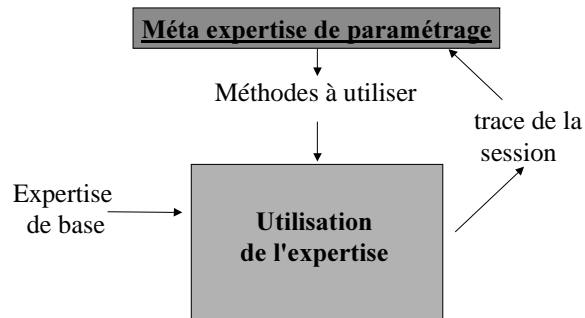 Méta expertise de paramétrage
Méthodes à utiliser
trace de la
session
Expertise
de base
Utilisation
de l'expertise